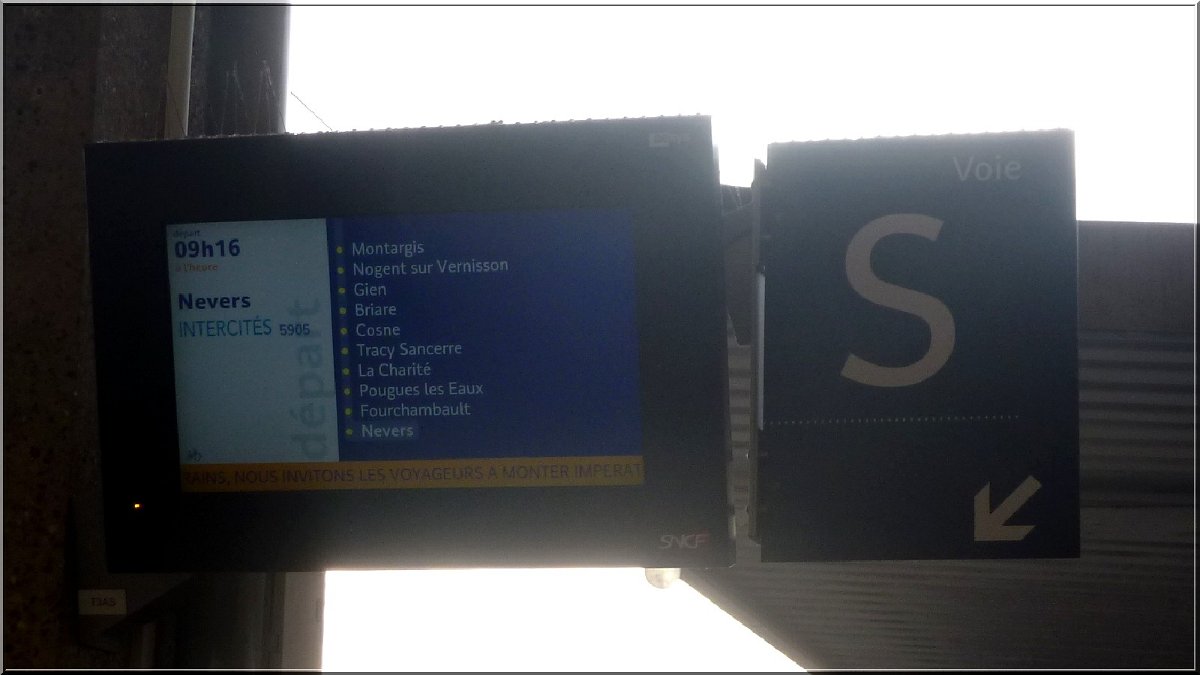 départ
09h16
à l'heure
Nevers
INTERCITÉS 5905
départ
Montargis
Nogent sur Vernisson
Gien
Briare
Cosne
Tracy Sancerre
La Charité
Pougues les Eaux
Fourchambault
Nevers
RAINS, NOUS INVITONS LES VOYAGEURS A MONTER IMPERAT
SNCF
Voie
S